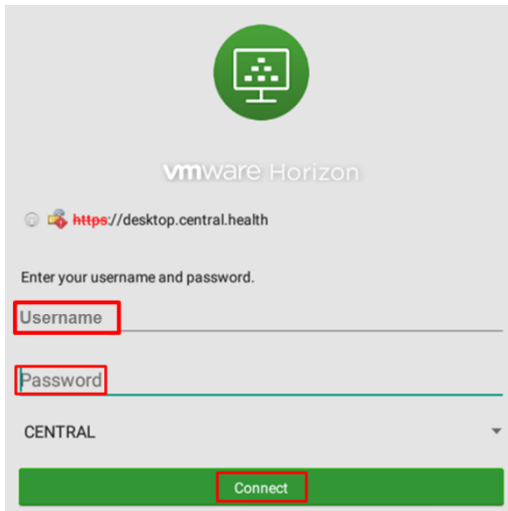 vmware Horizon
https://desktop.central.health
Enter your username and password.
Username
Password
CENTRAL
Connect